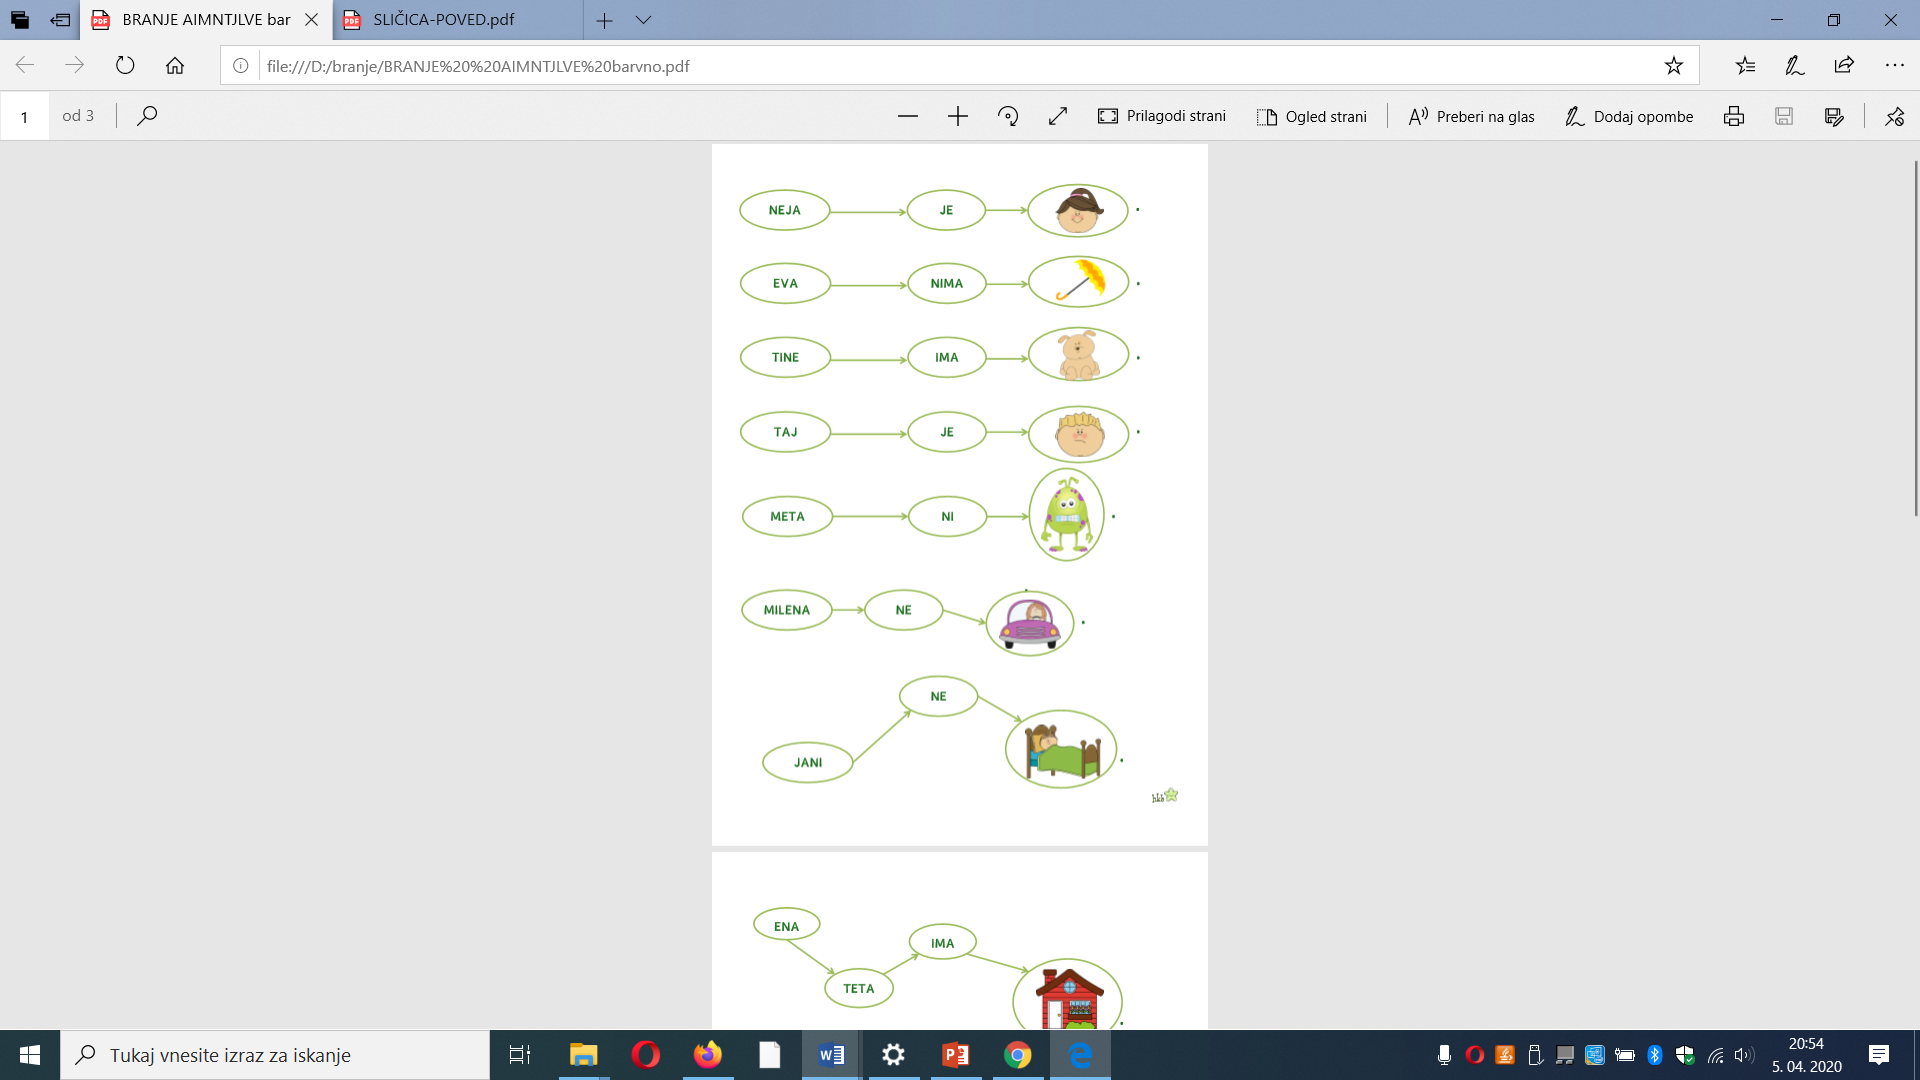 BRANJE AIMNTJLVE bar
SLIČICA-POVED.pdf
file:///D:/branje/BRANJE%20%20AIMNTJLVE%20barvno.pdf
1 od 3
Prilagodi strani
Ogled strani
Preberi na glas
Dodaj opombe
NEJA JE .
EVA NIMA .
TINE IMA .
TAJ JE .
META NI .
MILENA NE .
NE
JANI .
hkb
ENA
IMA
TETA
.
Tukaj vnesite izraz za iskanje
20:54
5. 04. 2020